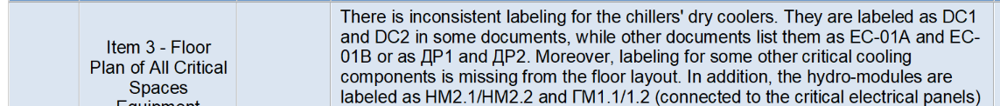 There is inconsistent labeling for the chillers' dry coolers. They are labeled as DC1
and DC2 in some documents, while other documents list them as EC-01A and EC-
01B or as ДР1 and ДР2. Moreover, labeling for some other critical cooling
components is missing from the floor layout. In addition, the hydro-modules are
labeled as HM2.1/HM2.2 and ГМ1.1/1.2 (connected to the critical electrical panels)
Item 3 - Floor
Plan of All Critical
Spaces
Equipment